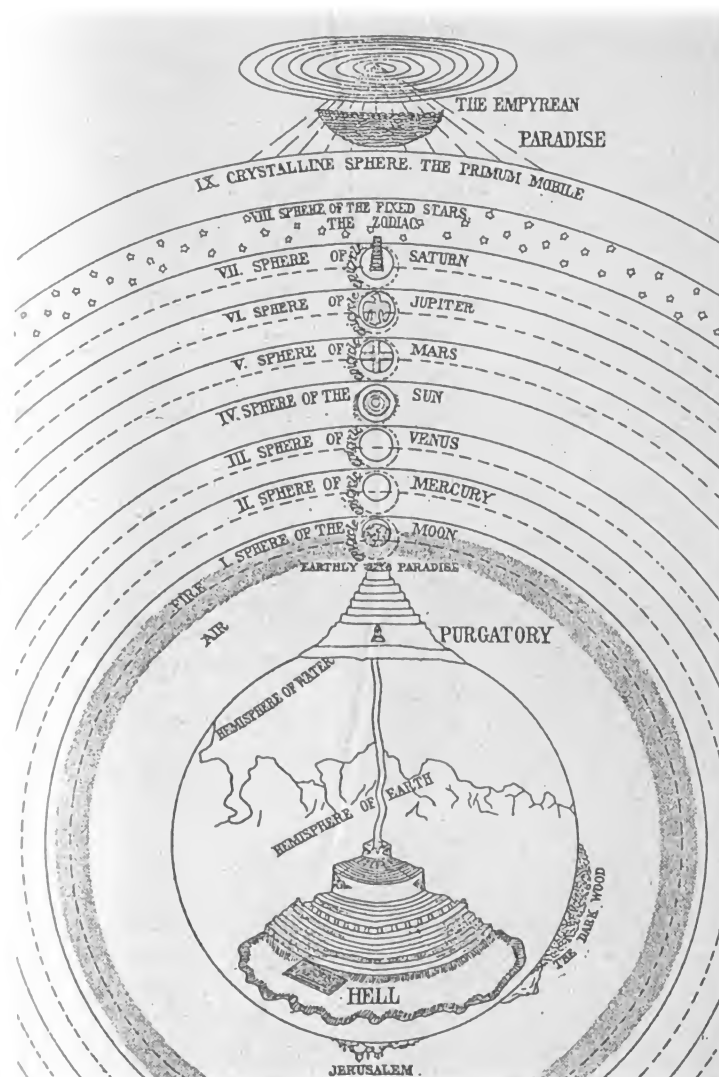 THE EMPYREAN
PARADISE
IX. CRYSTALLINE SPHERE. THE PRIMUM MOBILE
VIII. SPHERE OF THE FIXED STARS.
THE ZODIAC
VII. SPHERE OF SATURN
VI. SPHERE OF JUPITER
V. SPHERE OF MARS
IV. SPHERE OF THE SUN
III. SPHERE OF VENUS
II. SPHERE OF MERCURY
I. SPHERE OF THE MOON
EARTHLY PARADISE
FIRE
AIR
PURGATORY
HEMISPHERE OF WATER
HEMISPHERE OF EARTH
THE DARK WOOD
HELL
JERUSALEM.